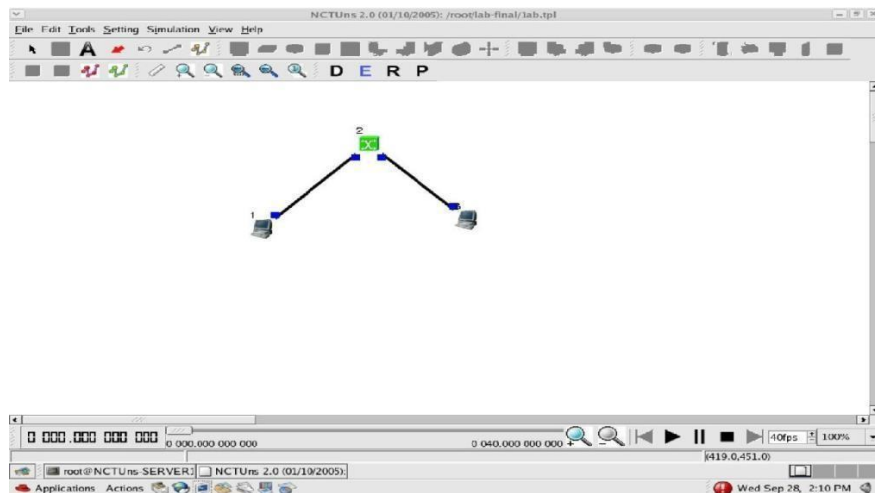 NCTUns 2.0 (01/10/2005): /root/lab-final/lab.tpl
File Edit Tools Setting Simulation View Help
A
D E R P
2
1
0 000.000 000 000
0 000.000 000 000
0 040.000 000 000
40fps
100%
(419.0,451.0)
root@NCTUns-SERVER1
NCTUns 2.0 (01/10/2005):
Applications Actions
Wed Sep 28, 2:10 PM